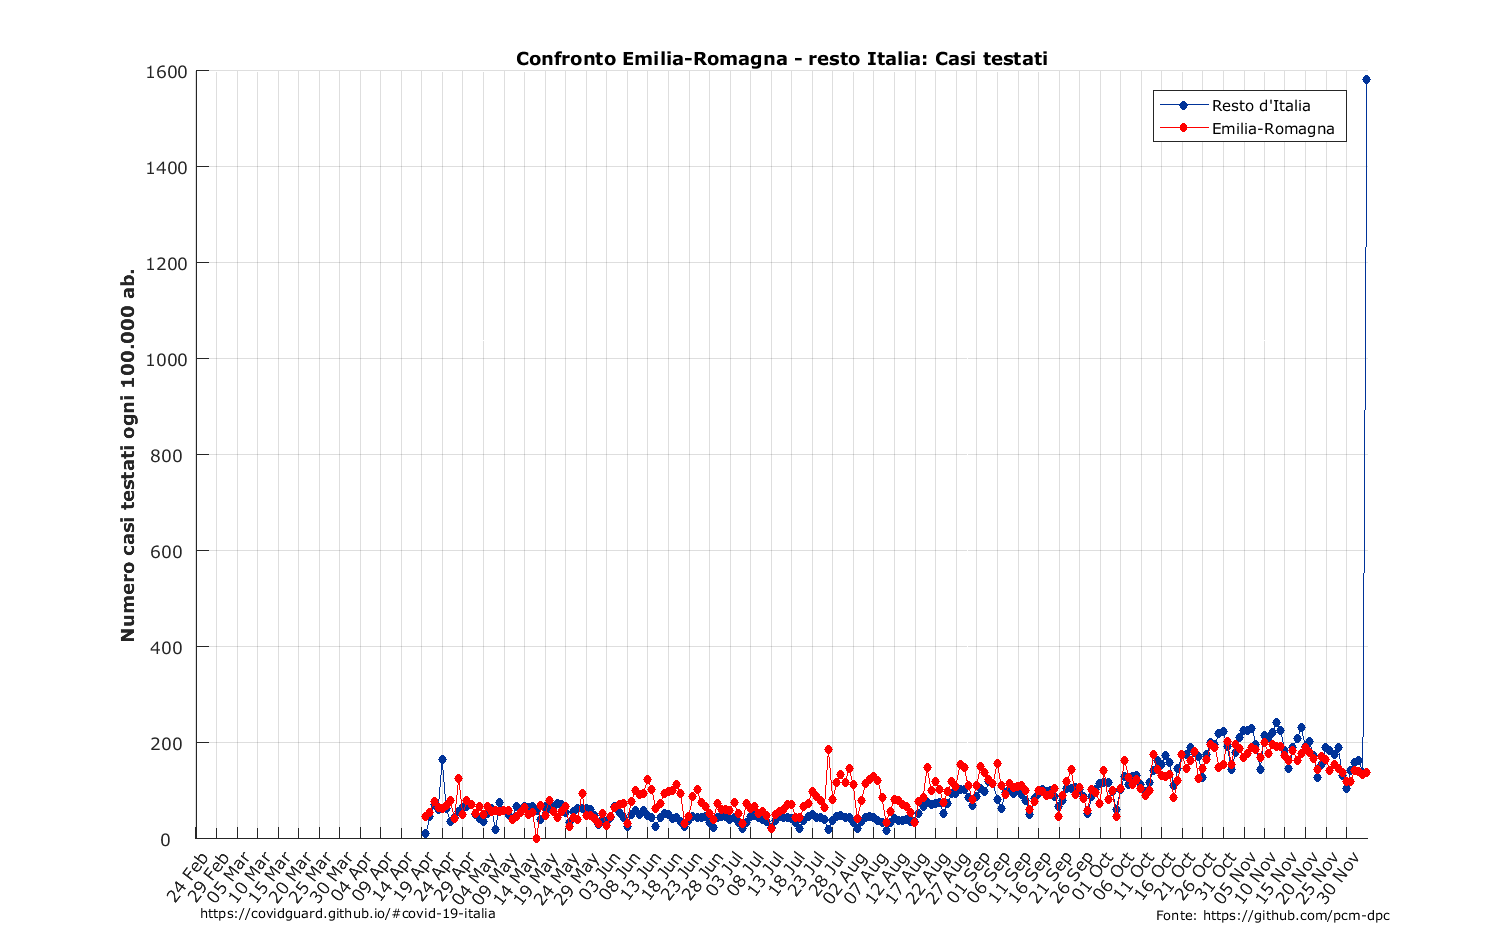 Confronto Emilia-Romagna - resto Italia: Casi testati
Resto d'Italia
Emilia-Romagna
Numero casi testati ogni 100.000 ab.
1600
1400
1200
1000
800
600
400
200
0
24 Feb
29 Feb
05 Mar
10 Mar
15 Mar
20 Mar
25 Mar
30 Mar
04 Apr
09 Apr
14 Apr
19 Apr
24 Apr
29 Apr
04 May
09 May
14 May
19 May
24 May
29 May
03 Jun
08 Jun
13 Jun
18 Jun
23 Jun
28 Jun
03 Jul
08 Jul
13 Jul
18 Jul
23 Jul
28 Jul
02 Aug
07 Aug
12 Aug
17 Aug
22 Aug
27 Aug
01 Sep
06 Sep
11 Sep
16 Sep
21 Sep
26 Sep
01 Oct
06 Oct
11 Oct
16 Oct
21 Oct
26 Oct
31 Oct
05 Nov
10 Nov
15 Nov
20 Nov
25 Nov
30 Nov
https://covidguard.github.io/#covid-19-italia
Fonte: https://github.com/pcm-dpc